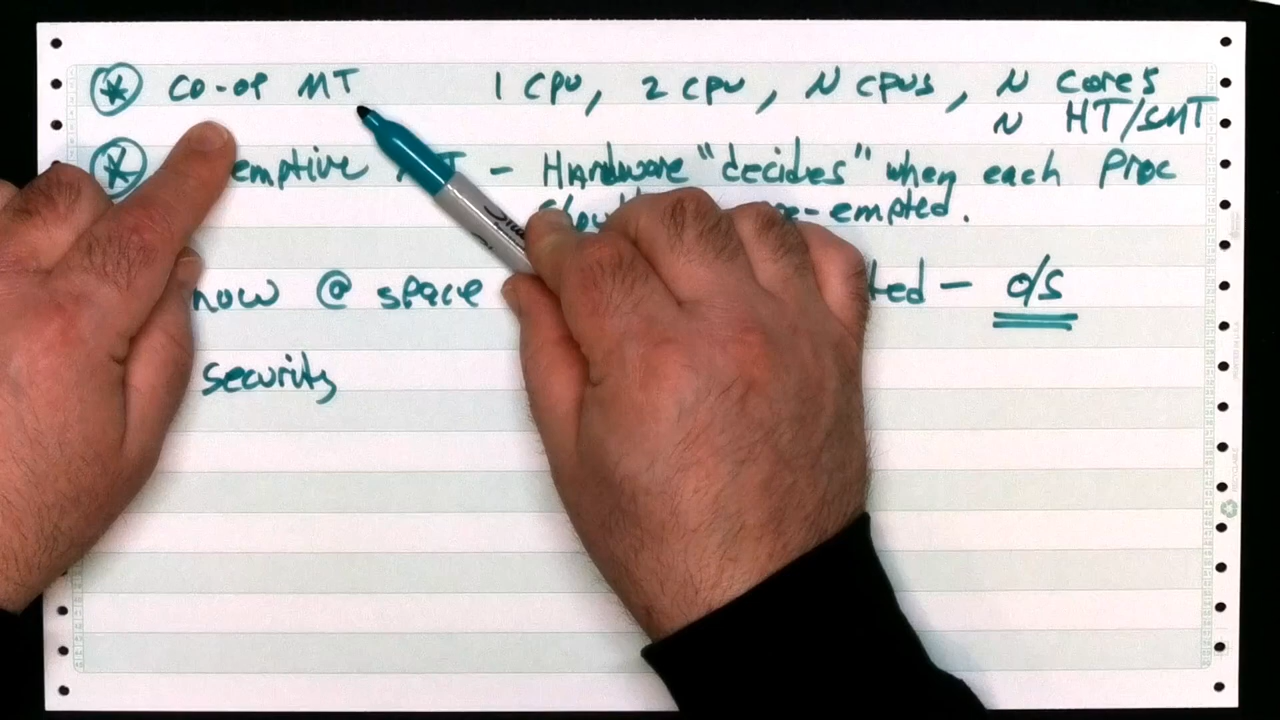 * CO-OP MT 1 CPU, 2 CPU, N CPUs, N Cores
N HT/SMT
* emptive - Hardware "decides" when each Proc
-empted.
now @ space ted - O/S
security